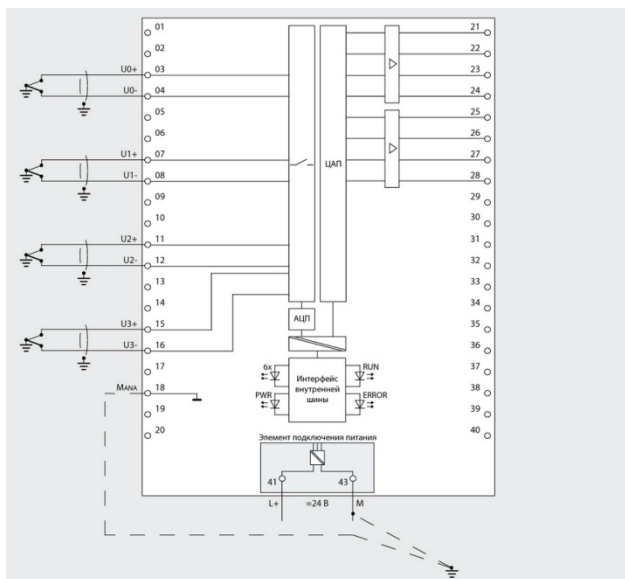 01 21
02 22
U0+ 03 23
U0- 04 24
05 25
06 26
U1+ 07 27
U1- 08 28
ЦАП
09 29
10 30
U2+ 11 31
U2- 12 32
13 33
14 34
АЦП
U3+ 15 35
U3- 16 36
17 37
6x RUN
Интерфейс
внутренней
шины
MANA 18 38
PWR ERROR
19 39
20 40
Элемент подключения питания
41 43
L+ =24 В M